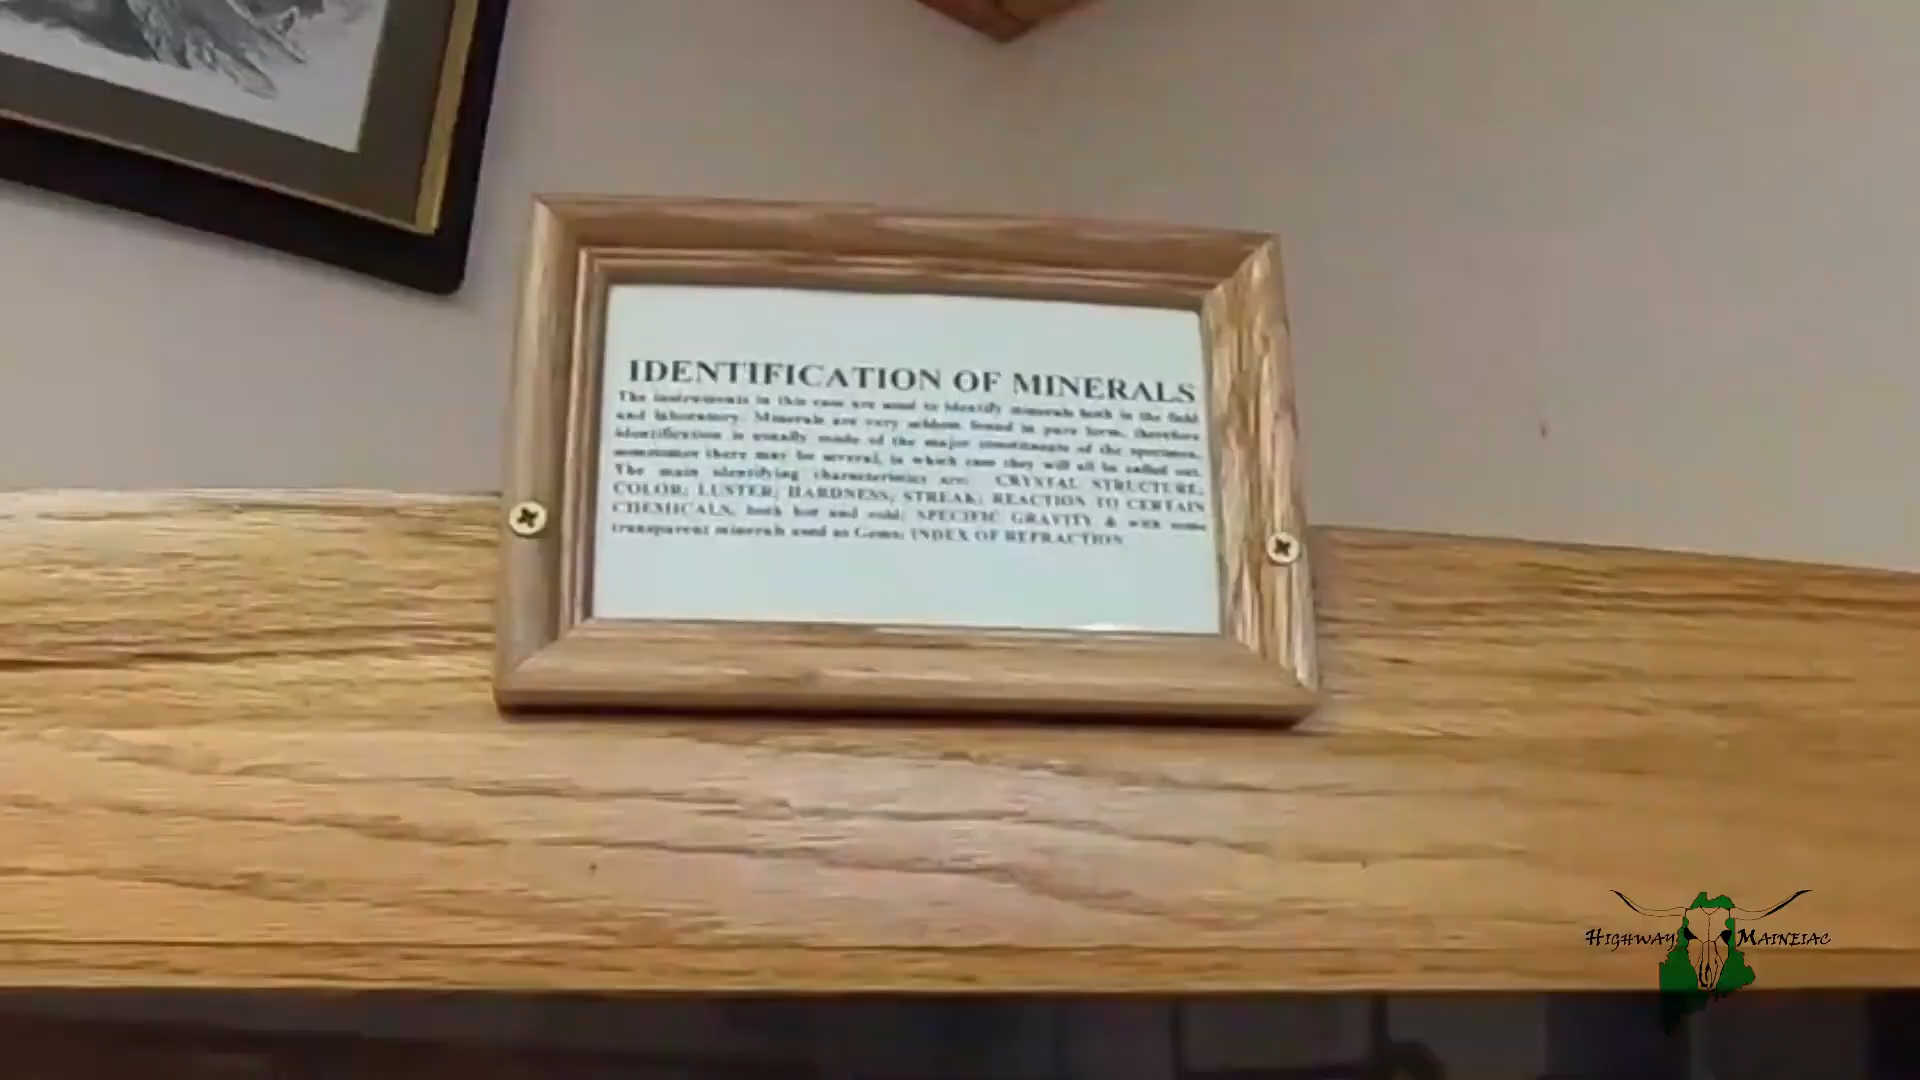 IDENTIFICATION OF MINERALS
The instruments in this case are used to identify minerals both in the field
and laboratory. Minerals are very seldom found in pure form, therefore
identification is usually made of the major constituents of the specimen,
sometimes there may be several, in which case they will all be called out.
The main identifying characteristics are: CRYSTAL STRUCTURE;
COLOR; LUSTER; HARDNESS; STREAK; REACTION TO CERTAIN
CHEMICALS, both hot and cold; SPECIFIC GRAVITY & with some
transparent minerals used as Gems; INDEX OF REFRACTION
HIGHWAY MAINEIAC